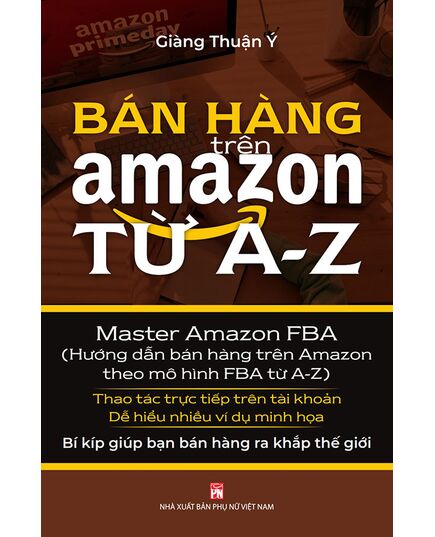 amazon
primeday
Giàng Thuận Ý
BÁN HÀNG
trên
amazon
TỪ A-Z
Master Amazon FBA
(Hướng dẫn bán hàng trên Amazon
theo mô hình FBA từ A-Z)
Thao tác trực tiếp trên tài khoản
Dễ hiểu nhiều ví dụ minh họa
Bí kíp giúp bạn bán hàng ra khắp thế giới
PN
NHÀ XUẤT BẢN PHỤ NỮ VIỆT NAM